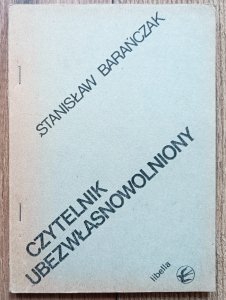 STANISŁAW BARAŃCZAK
CZYTELNIK
UBEZWŁASNOWOLNIONY
libella